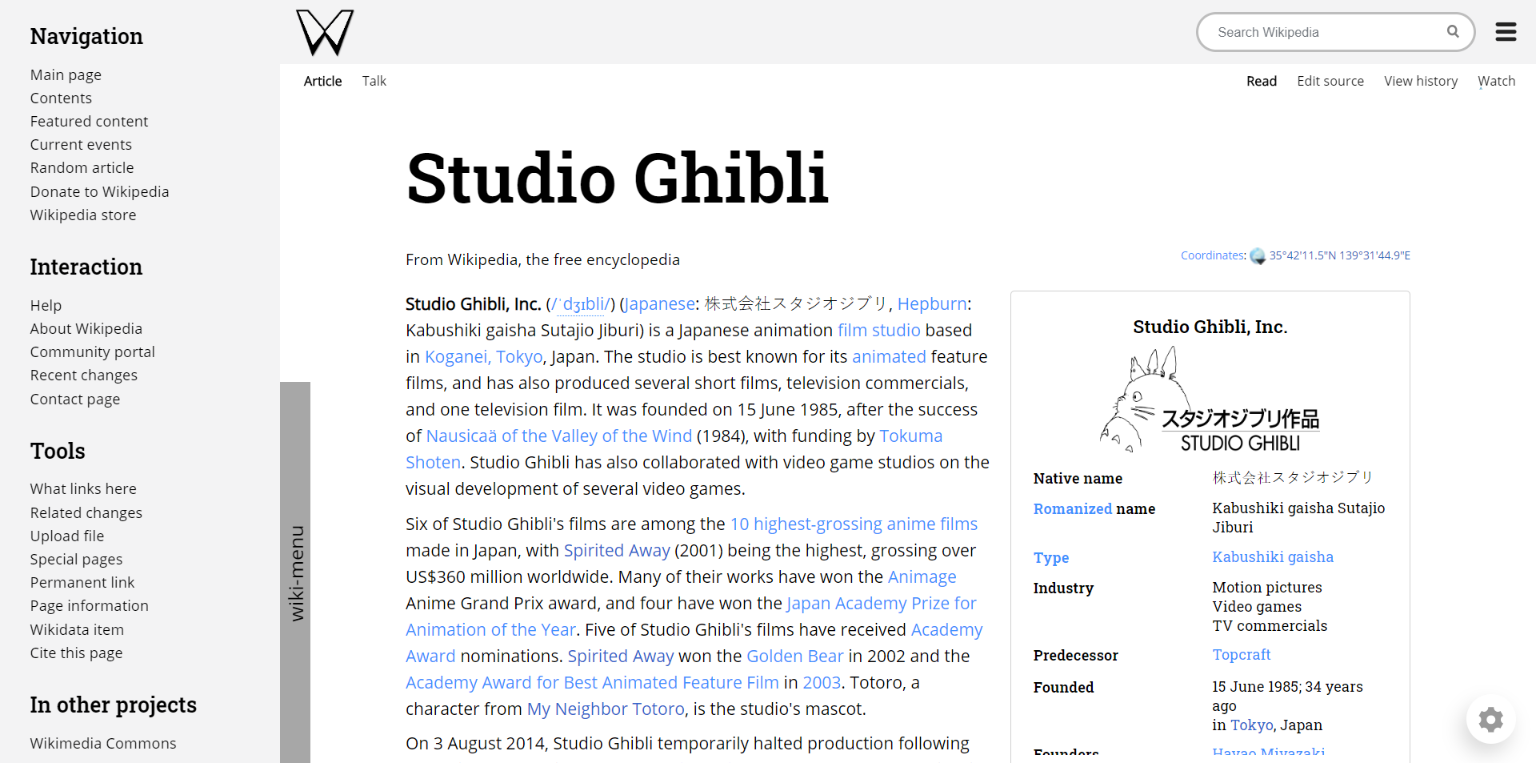 Navigation
Main page
Contents
Featured content
Current events
Random article
Donate to Wikipedia
Wikipedia store
Interaction
Help
About Wikipedia
Community portal
Recent changes
Contact page
Tools
What links here
Related changes
Upload file
Special pages
Permanent link
Page information
Wikidata item
Cite this page
In other projects
Wikimedia Commons
wiki-menu
Search Wikipedia
Article Talk
Read Edit source View history Watch
Studio Ghibli
From Wikipedia, the free encyclopedia
Coordinates: 35°42'11.5"N 139°31'44.9"E
Studio Ghibli, Inc. (/ˈdʒɪbli/) (Japanese: 株式会社スタジオジブリ, Hepburn:
Kabushiki gaisha Sutajio Jiburi) is a Japanese animation film studio based
in Koganei, Tokyo, Japan. The studio is best known for its animated feature
films, and has also produced several short films, television commercials,
and one television film. It was founded on 15 June 1985, after the success
of Nausicaä of the Valley of the Wind (1984), with funding by Tokuma
Shoten. Studio Ghibli has also collaborated with video game studios on the
visual development of several video games.
Six of Studio Ghibli's films are among the 10 highest-grossing anime films
made in Japan, with Spirited Away (2001) being the highest, grossing over
US$360 million worldwide. Many of their works have won the Animage
Anime Grand Prix award, and four have won the Japan Academy Prize for
Animation of the Year. Five of Studio Ghibli's films have received Academy
Award nominations. Spirited Away won the Golden Bear in 2002 and the
Academy Award for Best Animated Feature Film in 2003. Totoro, a
character from My Neighbor Totoro, is the studio's mascot.
On 3 August 2014, Studio Ghibli temporarily halted production following
Studio Ghibli, Inc.
スタジオジブリ作品
STUDIO GHIBLI
Native name 株式会社スタジオジブリ
Romanized name Kabushiki gaisha Sutajio
Jiburi
Type Kabushiki gaisha
Industry Motion pictures
Video games
TV commercials
Predecessor Topcraft
Founded 15 June 1985; 34 years
ago
in Tokyo, Japan
Founders Hayao Miyazaki